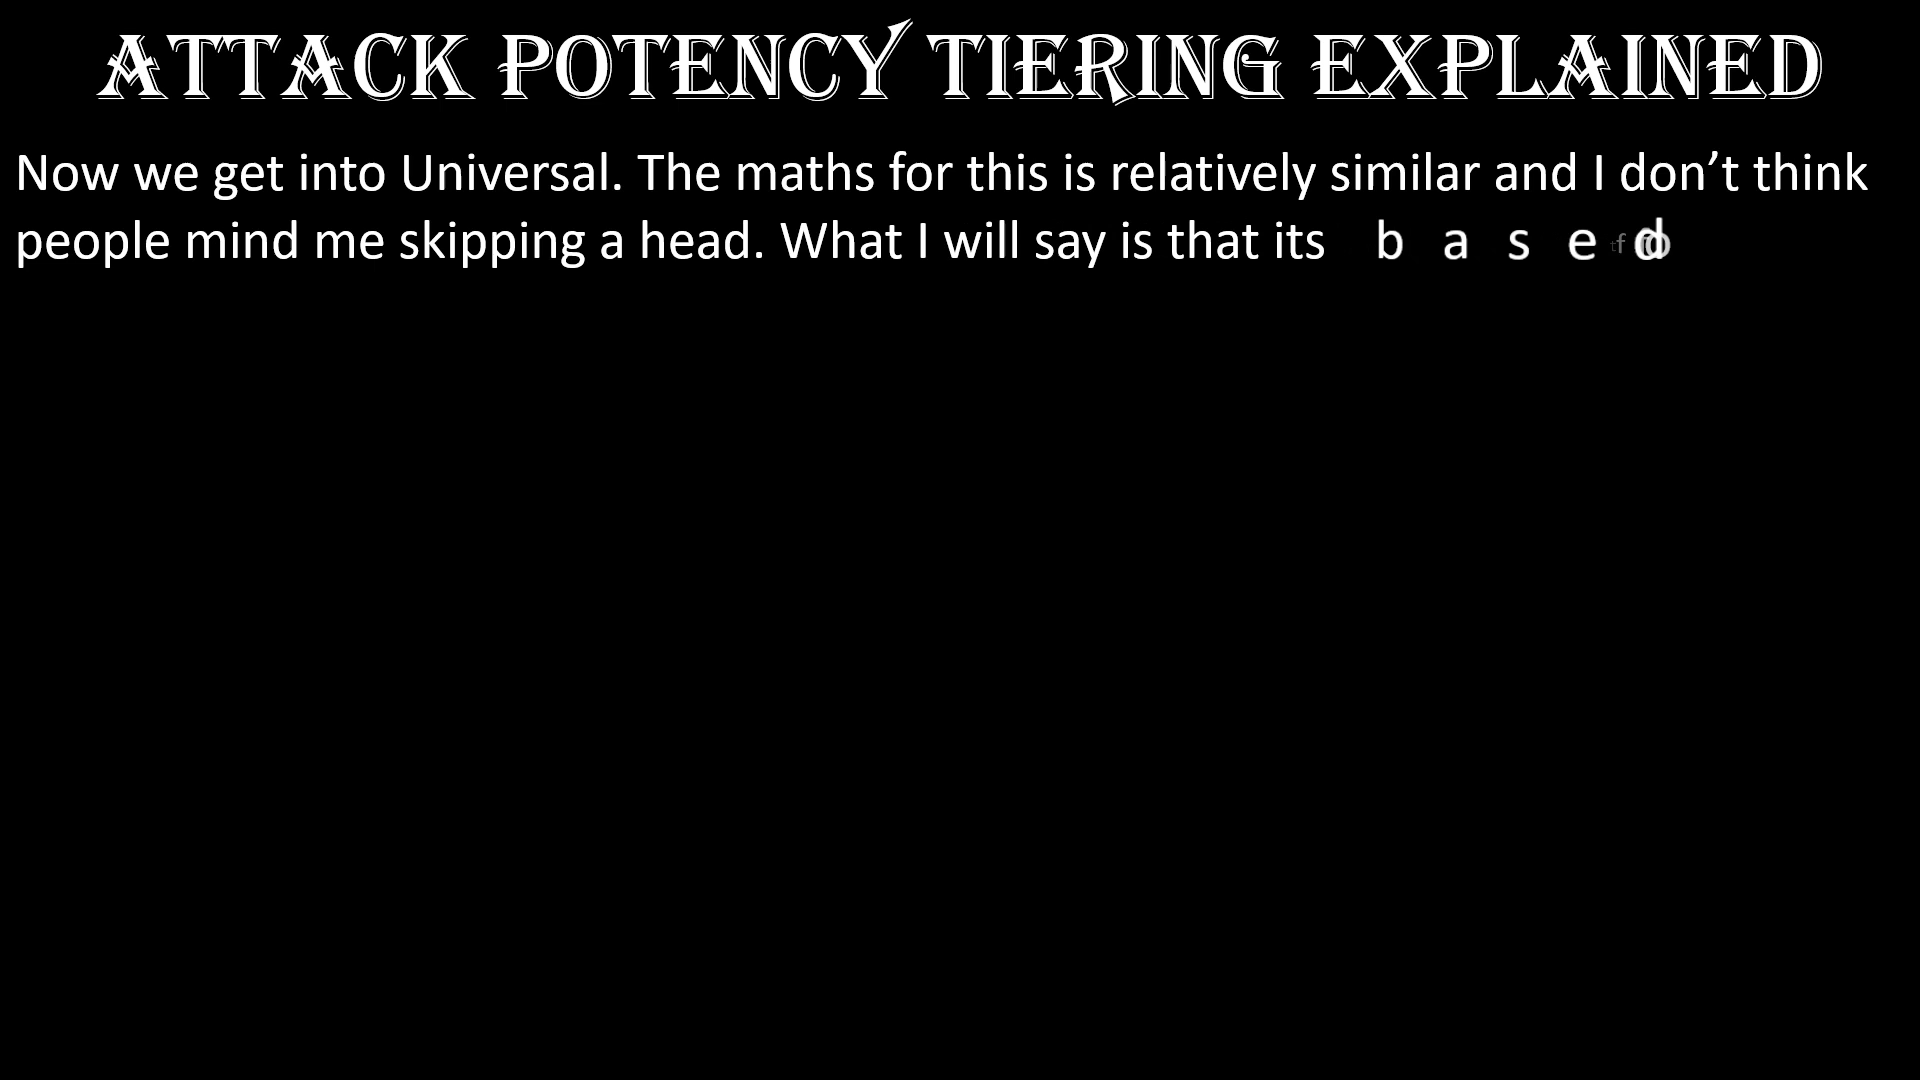 ATTACK POTENCY TIERING EXPLAINED
Now we get into Universal. The maths for this is relatively similar and I don’t think
people mind me skipping a head. What I will say is that its based